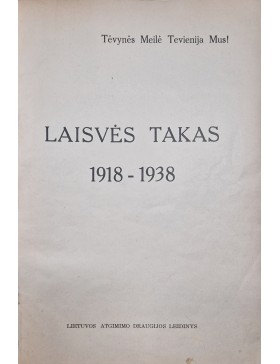 Tėvynės Meilė Tevienija Mus!
LAISVĖS TAKAS
1918 - 1938
LIETUVOS ATGIMIMO DRAUGIJOS LEIDINYS